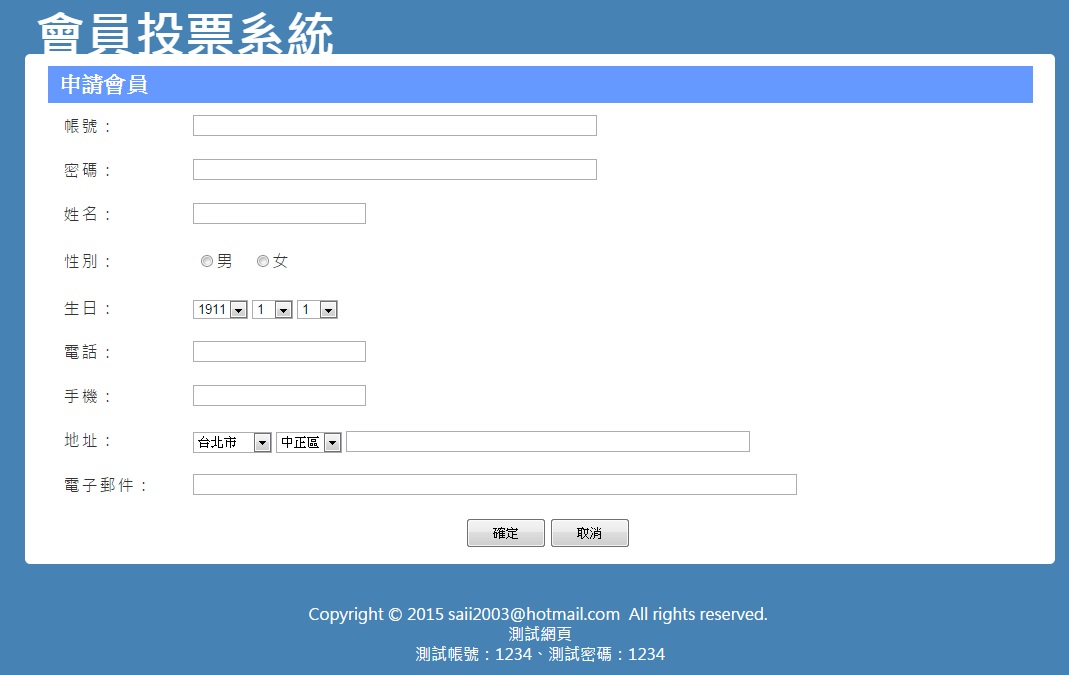 會員投票系統
申請會員
帳號：
密碼：
姓名：
性別： 男 女
生日： 1911 1 1
電話：
手機：
地址： 台北市 中正區
電子郵件：
確定 取消
Copyright © 2015 saii2003@hotmail.com All rights reserved.
測試網頁
測試帳號：1234、測試密碼：1234